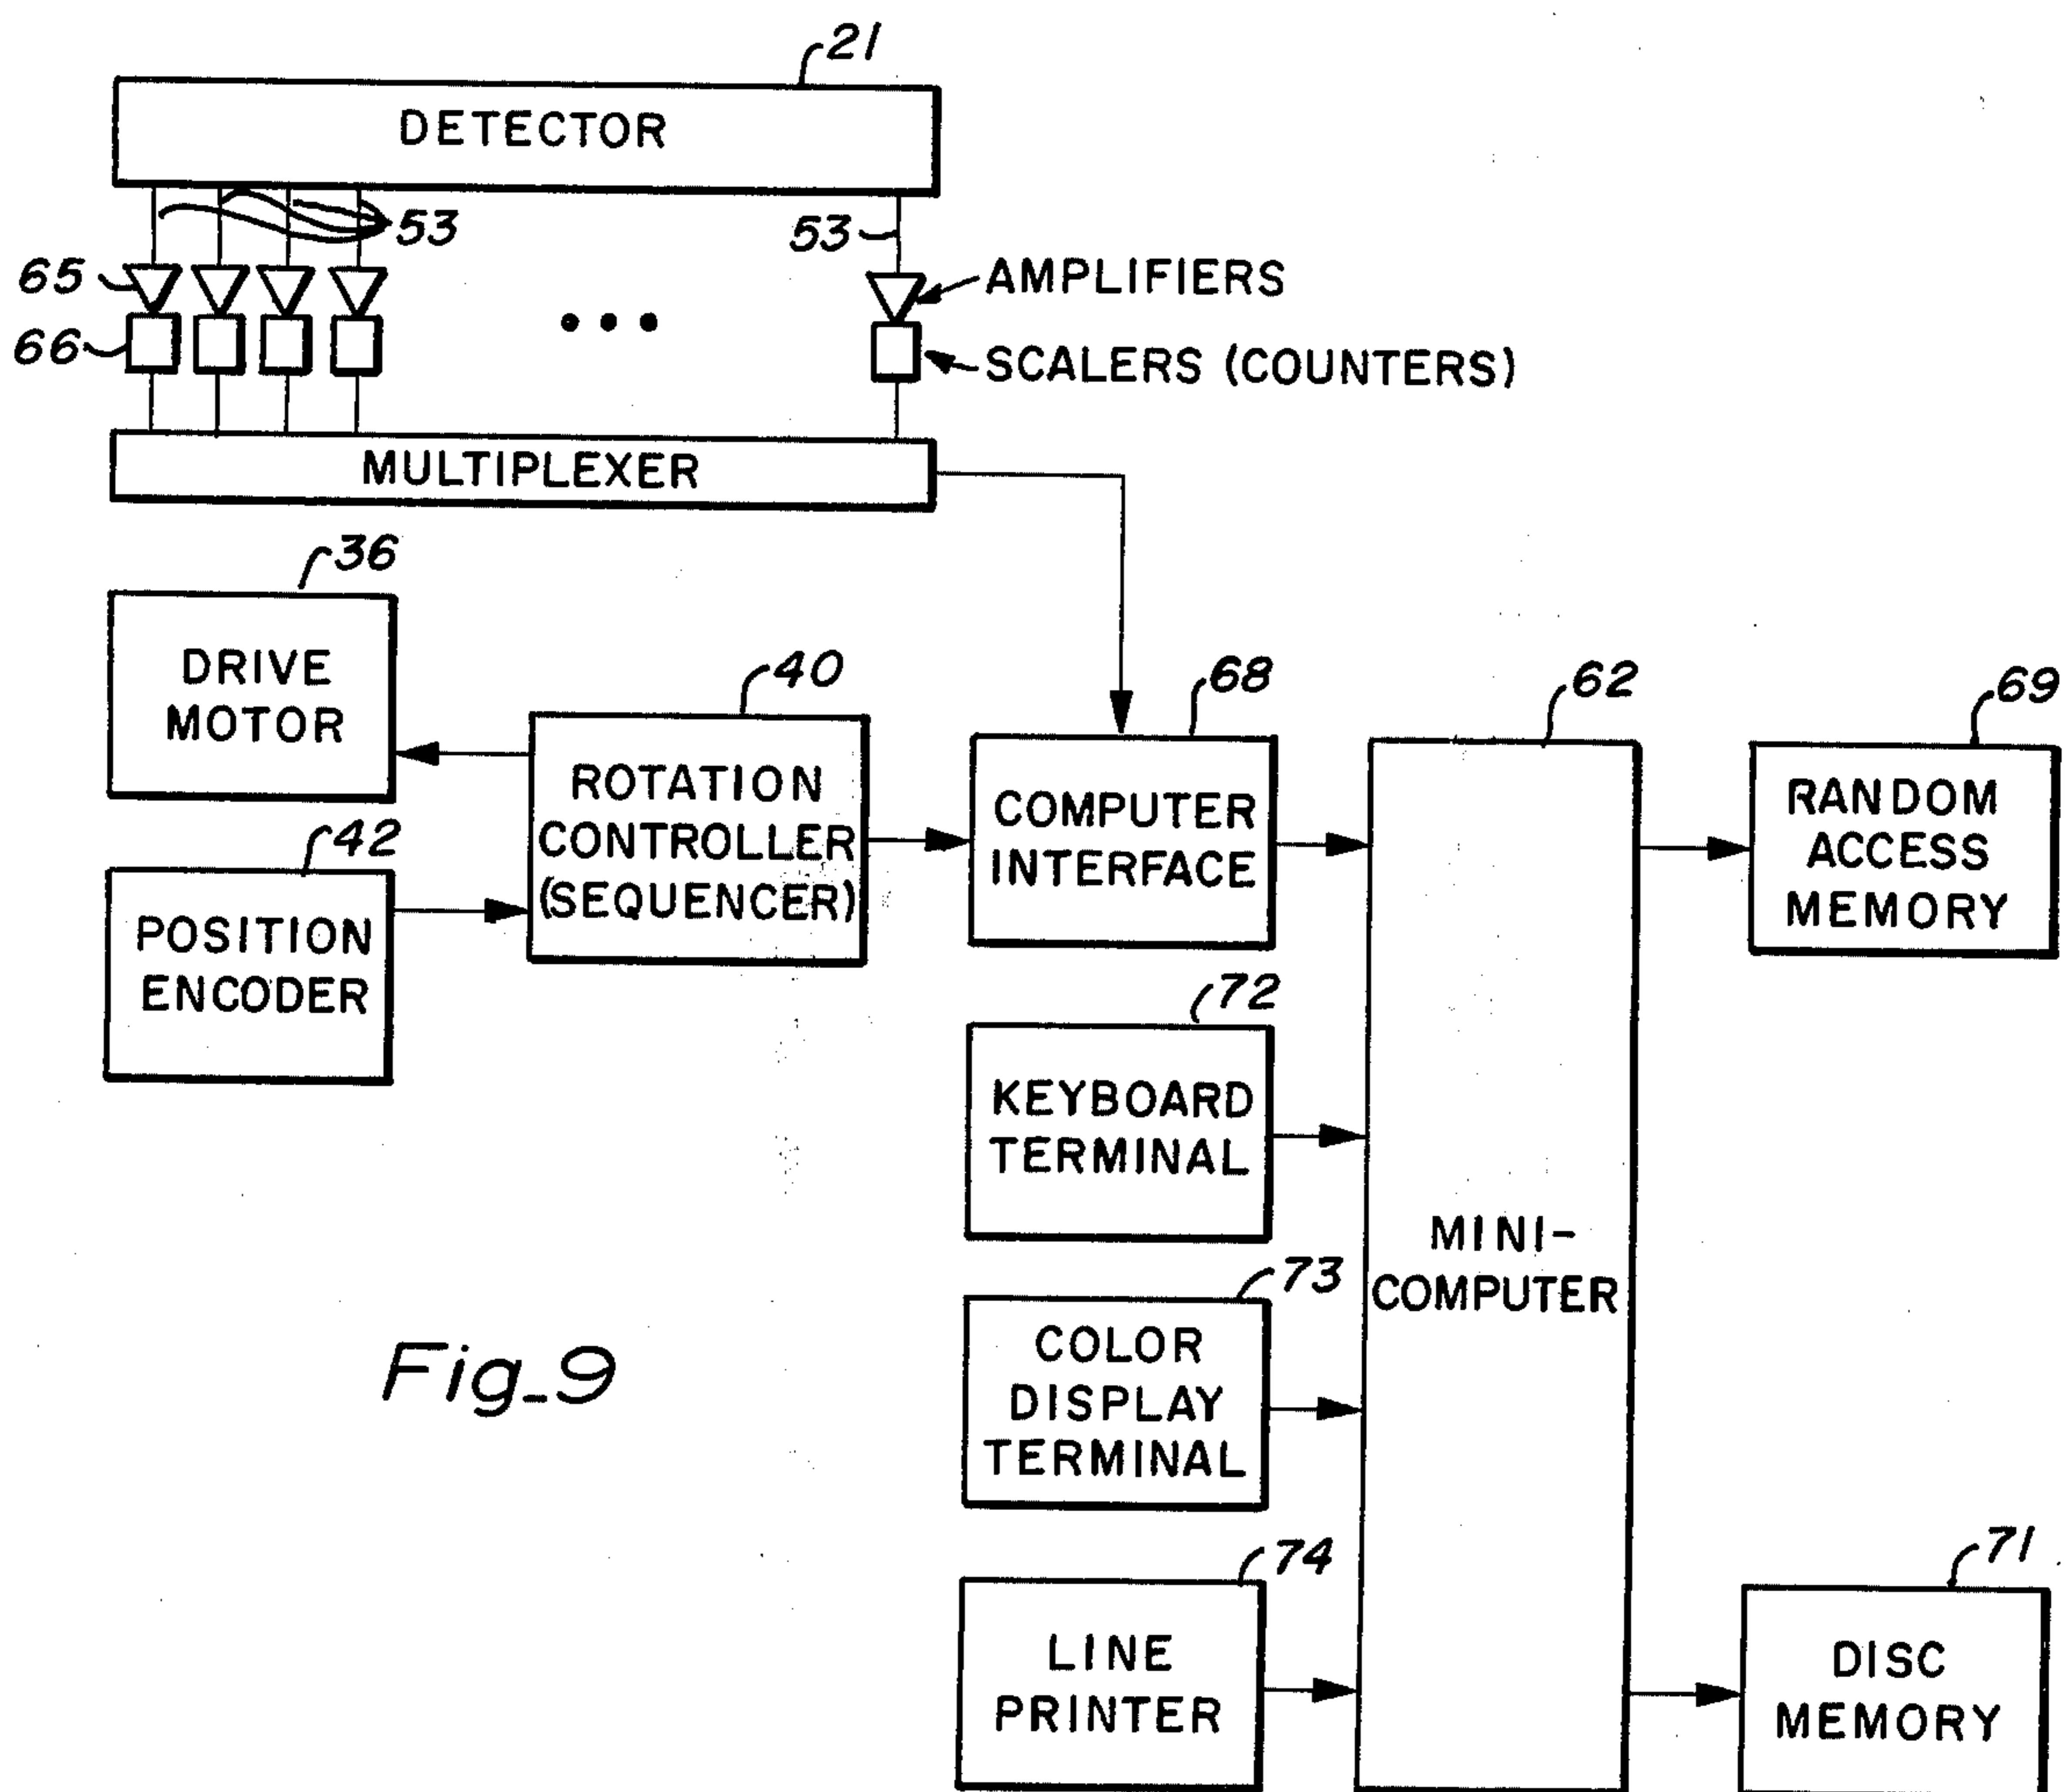 21
DETECTOR
53
53
65
AMPLIFIERS
66
SCALERS (COUNTERS)
MULTIPLEXER
36
DRIVE
MOTOR
40
ROTATION
CONTROLLER
(SEQUENCER)
68
COMPUTER
INTERFACE
62
MINI-
COMPUTER
69
RANDOM
ACCESS
MEMORY
42
POSITION
ENCODER
72
KEYBOARD
TERMINAL
73
COLOR
DISPLAY
TERMINAL
74
LINE
PRINTER
71
DISC
MEMORY
Fig_9